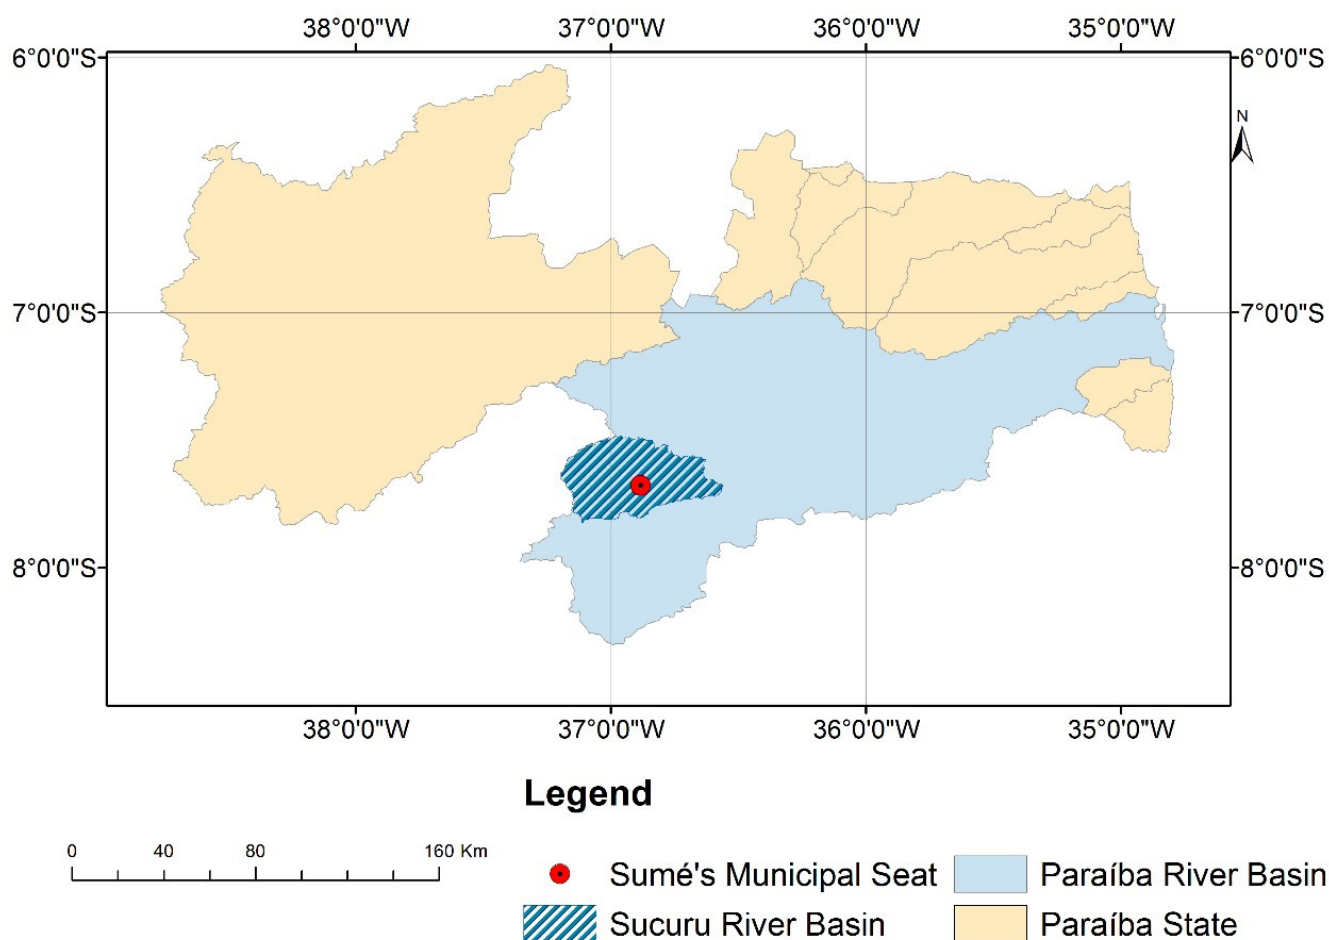 38°0'0"W 37°0'0"W 36°0'0"W 35°0'0"W
6°0'0"S 6°0'0"S
N
7°0'0"S 7°0'0"S
8°0'0"S 8°0'0"S
38°0'0"W 37°0'0"W 36°0'0"W 35°0'0"W
Legend
0 40 80 160 Km
Sumé's Municipal Seat Paraíba River Basin
Sucuru River Basin Paraíba State